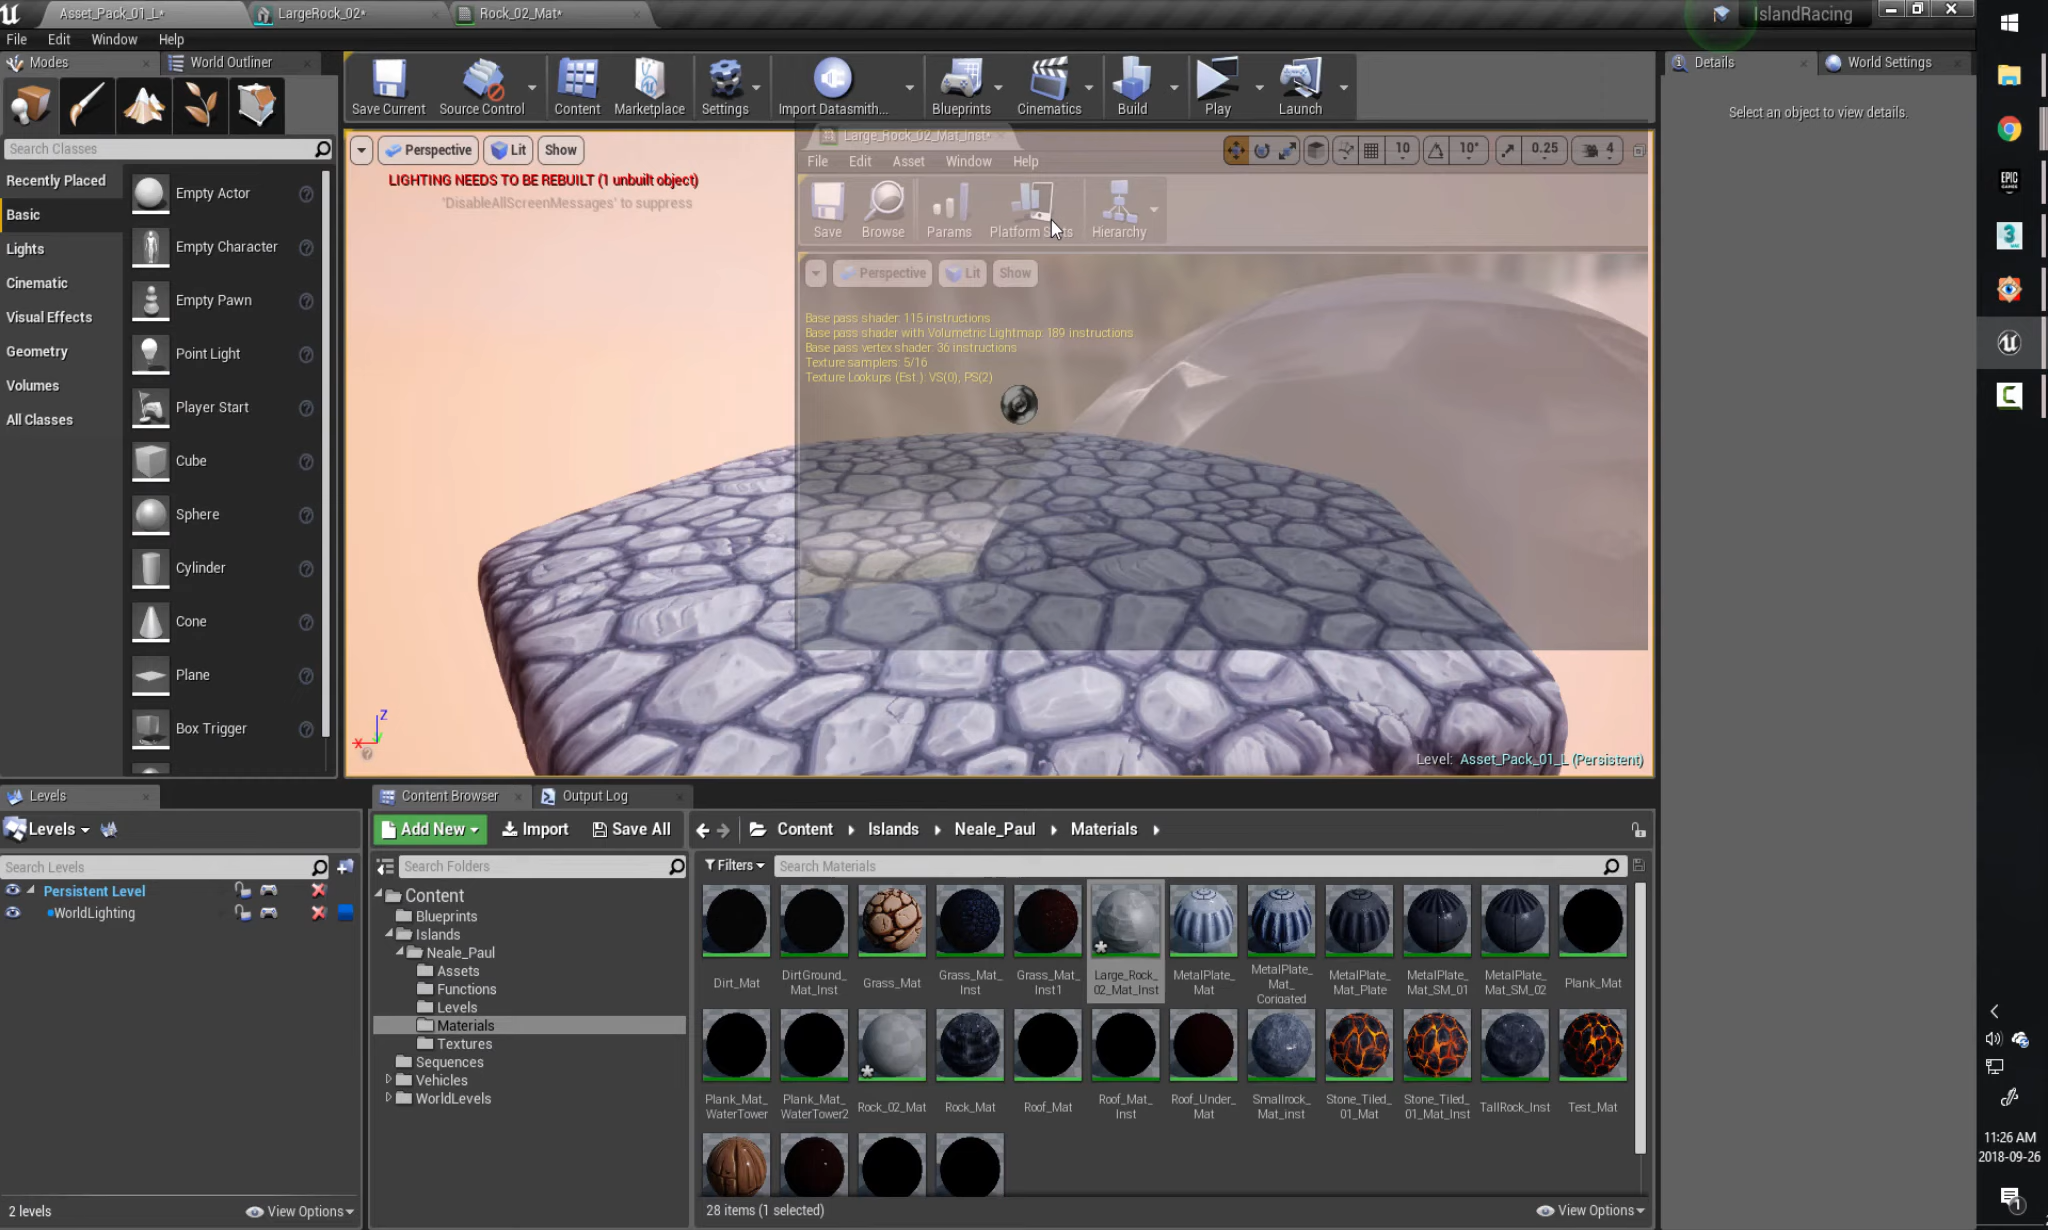 Asset_Pack_01_L*
LargeRock_02*
Rock_02_Mat*
IslandRacing
File Edit Window Help
Modes
World Outliner
Search Classes
Recently Placed
Basic
Lights
Cinematic
Visual Effects
Geometry
Volumes
All Classes
Empty Actor
Empty Character
Empty Pawn
Point Light
Player Start
Cube
Sphere
Cylinder
Cone
Plane
Box Trigger
Save Current
Source Control
Content
Marketplace
Settings
Import Datasmith...
Blueprints
Cinematics
Build
Play
Launch
Perspective Lit Show
LIGHTING NEEDS TO BE REBUILT (1 unbuilt object)
'DisableAllScreenMessages' to suppress
10 10° 0.25 4
Large_Rock_02_Mat_Inst*
File Edit Asset Window Help
Save Browse Params Platform Hierarchy
Perspective Lit Show
Base pass shader: 115 instructions
Base pass shader with Volumetric Lightmap: 189 instructions
Base pass vertex shader: 36 instructions
Texture samplers: 5/16
Texture Lookups (Est.): VS(0), PS(2)
Z
X
Level: Asset_Pack_01_L (Persistent)
Details
World Settings
Select an object to view details.
Levels
Levels
Search Levels
Persistent Level
WorldLighting
2 levels
View Options
Content Browser
Output Log
Add New Import Save All
Content Islands Neale_Paul Materials
Search Folders
Filters
Search Materials
Content
Blueprints
Islands
Neale_Paul
Assets
Functions
Levels
Materials
Textures
Sequences
Vehicles
WorldLevels
Dirt_Mat
DirtGround_
Mat_Inst
Grass_Mat
Grass_Mat_
Inst
Grass_Mat_
Inst1
Large_Rock_
02_Mat_Inst
MetalPlate_
Mat
MetalPlate_
Mat_
Corigated
MetalPlate_
Mat_Plate
MetalPlate_
Mat_SM_01
MetalPlate_
Mat_SM_02
Plank_Mat
Plank_Mat_
WaterTower
Plank_Mat_
WaterTower2
Rock_02_Mat
Rock_Mat
Roof_Mat
Roof_Mat_
Inst
Roof_Under_
Mat
Smallrock_
Mat_inst
Stone_Tiled_
01_Mat
Stone_Tiled_
01_Mat_Inst
TallRock_Inst
Test_Mat
28 items (1 selected)
View Options
EPIC
GAMES
3
C
11:26 AM
2018-09-26
1